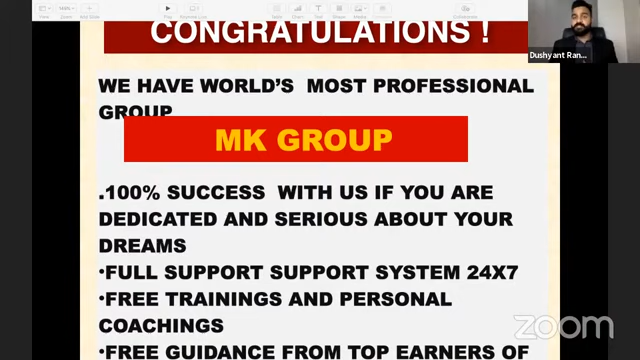 CONGRATULATIONS !
Dushyant Ran...
WE HAVE WORLD'S MOST PROFESSIONAL
GROUP
MK GROUP
.100% SUCCESS WITH US IF YOU ARE
DEDICATED AND SERIOUS ABOUT YOUR
DREAMS
•FULL SUPPORT SUPPORT SYSTEM 24X7
•FREE TRAININGS AND PERSONAL
COACHINGS
•FREE GUIDANCE FROM TOP EARNERS OF
zoom